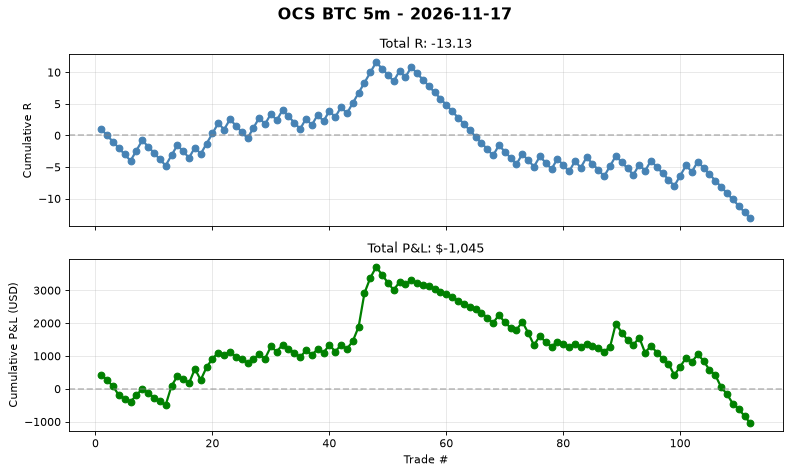 OCS BTC 5m - 2026-11-17
Total R: -13.13
10
5
0
−5
−10
Cumulative R
Total P&L: $-1,045
3000
2000
1000
0
−1000
Cumulative P&L (USD)
0 20 40 60 80 100
Trade #